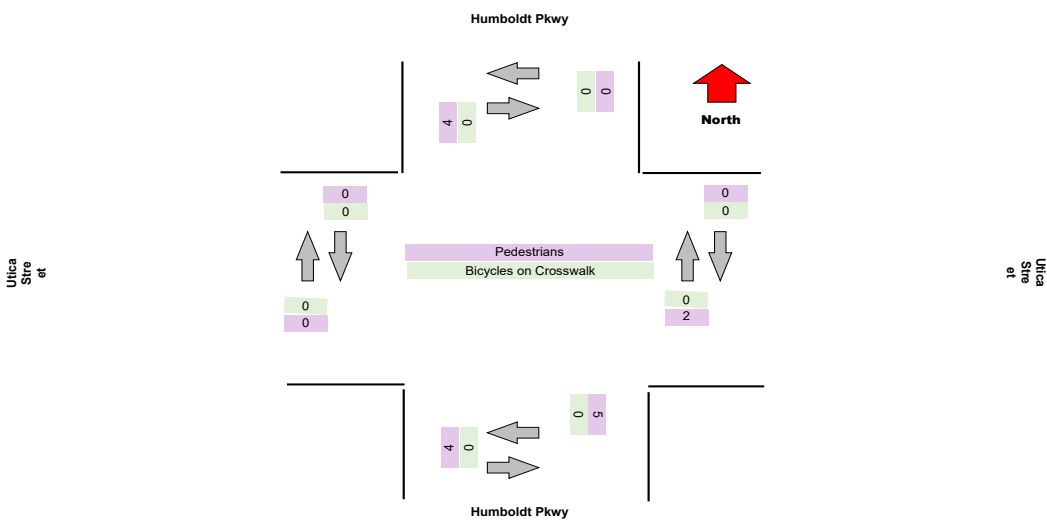 Humboldt Pkwy
0 0
4 0
North
0
0
0
0
Utica
Stre
et
Pedestrians
Bicycles on Crosswalk
Utica
Stre
et
0
0
0
2
0 5
4 0
Humboldt Pkwy